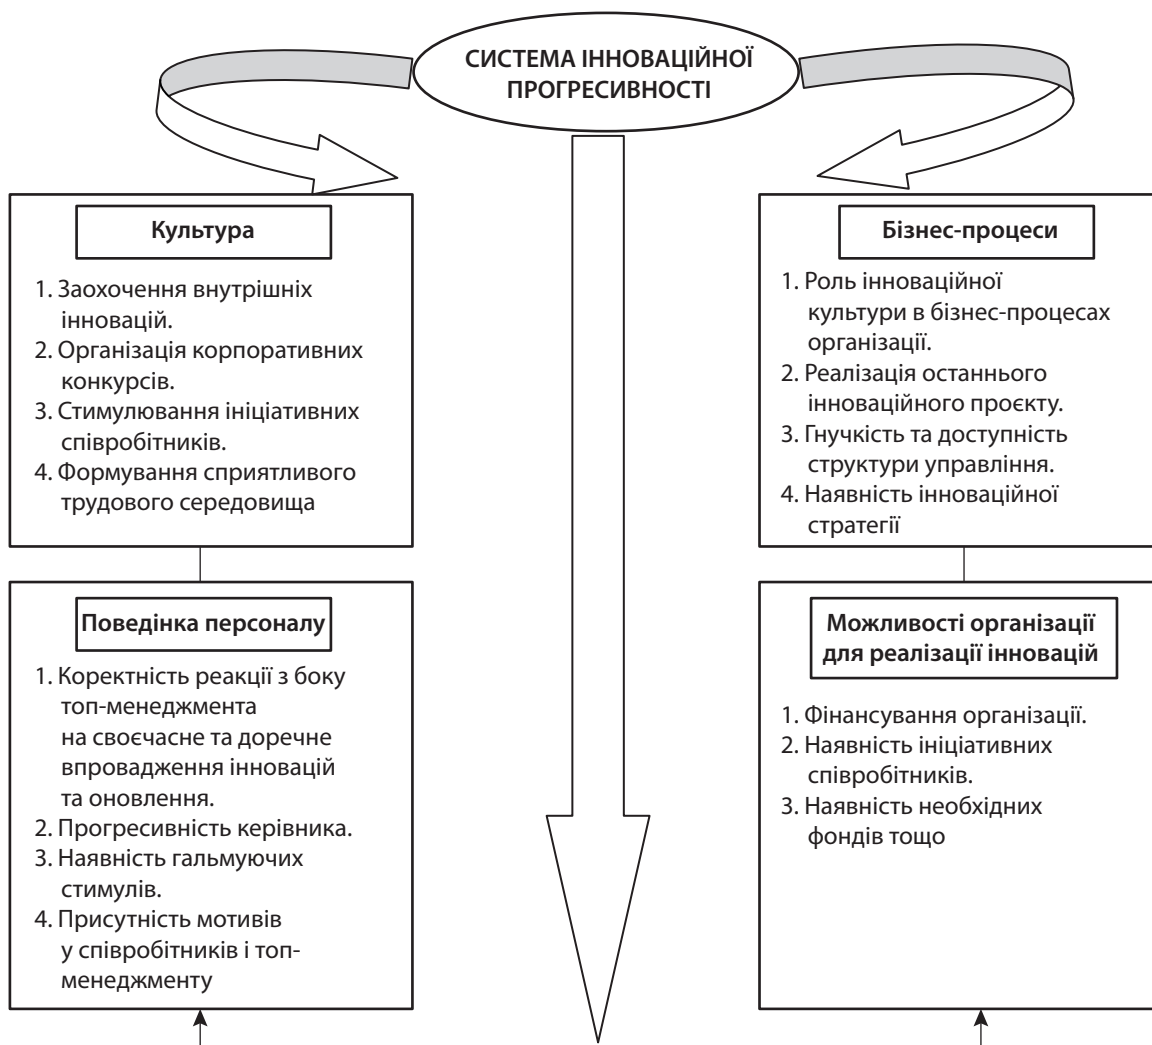 СИСТЕМА ІННОВАЦІЙНОЇ
ПРОГРЕСИВНОСТІ
Культура
1. Заохочення внутрішніх
інновацій.
2. Організація корпоративних
конкурсів.
3. Стимулювання ініціативних
співробітників.
4. Формування сприятливого
трудового середовища
Бізнес-процеси
1. Роль інноваційної
культури в бізнес-процесах
організації.
2. Реалізація останнього
інноваційного проєкту.
3. Гнучкість та доступність
структури управління.
4. Наявність інноваційної
стратегії
Поведінка персоналу
1. Коректність реакції з боку
топ-менеджмента
на своєчасне та доречне
впровадження інновацій
та оновлення.
2. Прогресивність керівника.
3. Наявність гальмуючих
стимулів.
4. Присутність мотивів
у співробітників і топ-
менеджменту
Можливості організації
для реалізації інновацій
1. Фінансування організації.
2. Наявність ініціативних
співробітників.
3. Наявність необхідних
фондів тощо